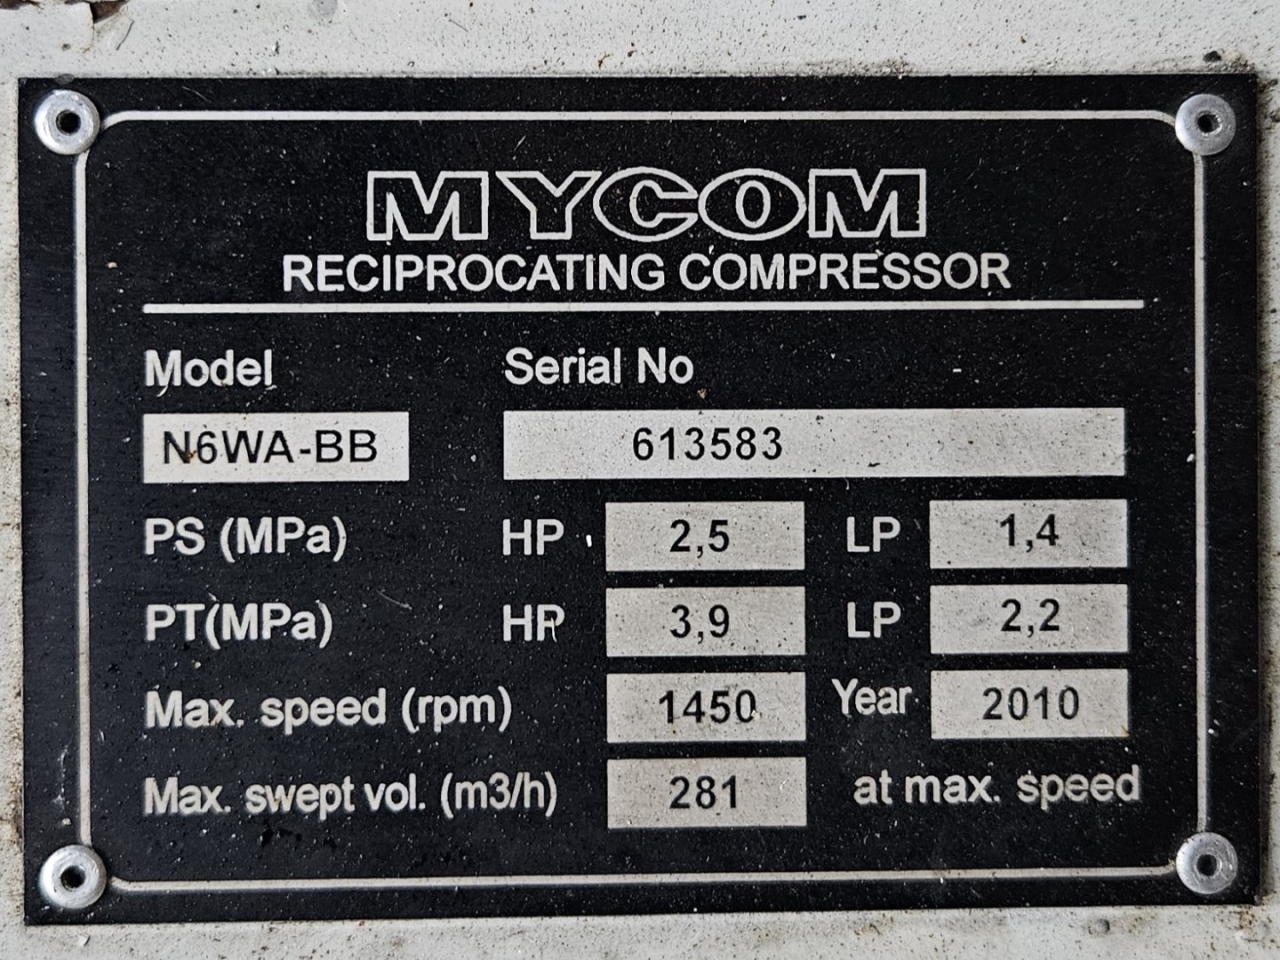 MYCOM
RECIPROCATING COMPRESSOR
Model Serial No
N6WA-BB 613583
PS (MPa) HP 2,5 LP 1,4
PT(MPa) HP 3,9 LP 2,2
Max. speed (rpm) 1450 Year 2010
Max. swept vol. (m3/h) 281 at max. speed